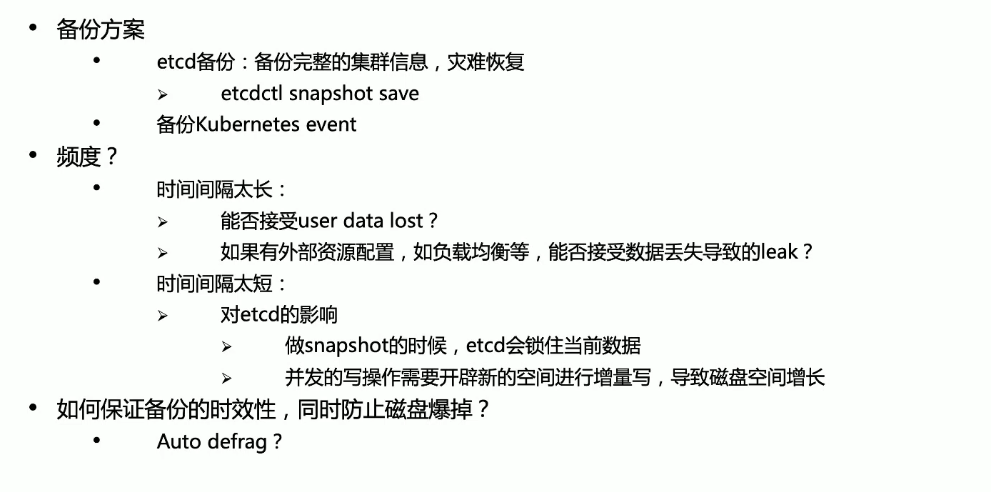 • 备份方案
• etcd备份：备份完整的集群信息，灾难恢复
➢ etcdctl snapshot save
• 备份Kubernetes event
• 频度？
• 时间间隔太长：
➢ 能否接受user data lost？
➢ 如果有外部资源配置，如负载均衡等，能否接受数据丢失导致的leak？
• 时间间隔太短：
➢ 对etcd的影响
➢ 做snapshot的时候，etcd会锁住当前数据
➢ 并发的写操作需要开辟新的空间进行增量写，导致磁盘空间增长
• 如何保证备份的时效性，同时防止磁盘爆掉？
• Auto defrag？